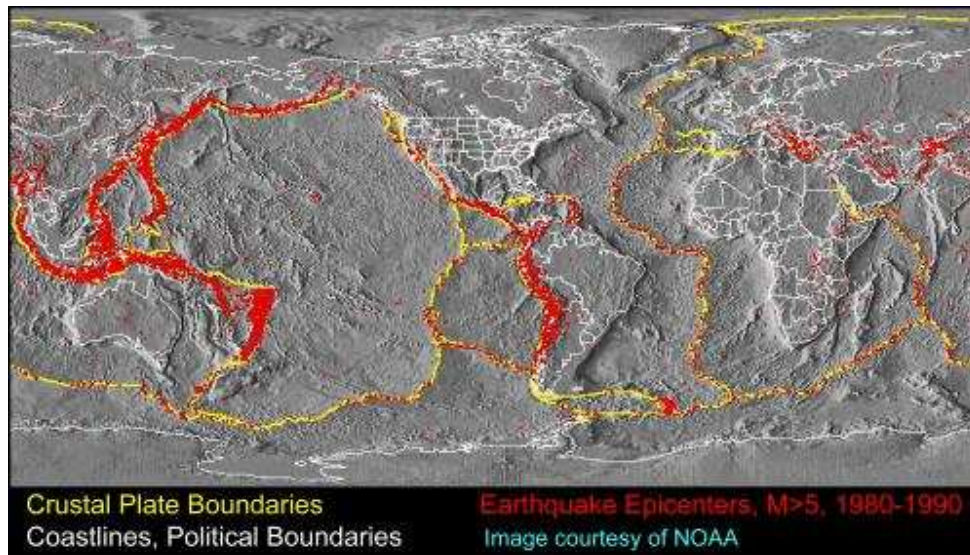 Crustal Plate Boundaries Earthquake Epicenters, M>5, 1980-1990
Coastlines, Political Boundaries Image courtesy of NOAA